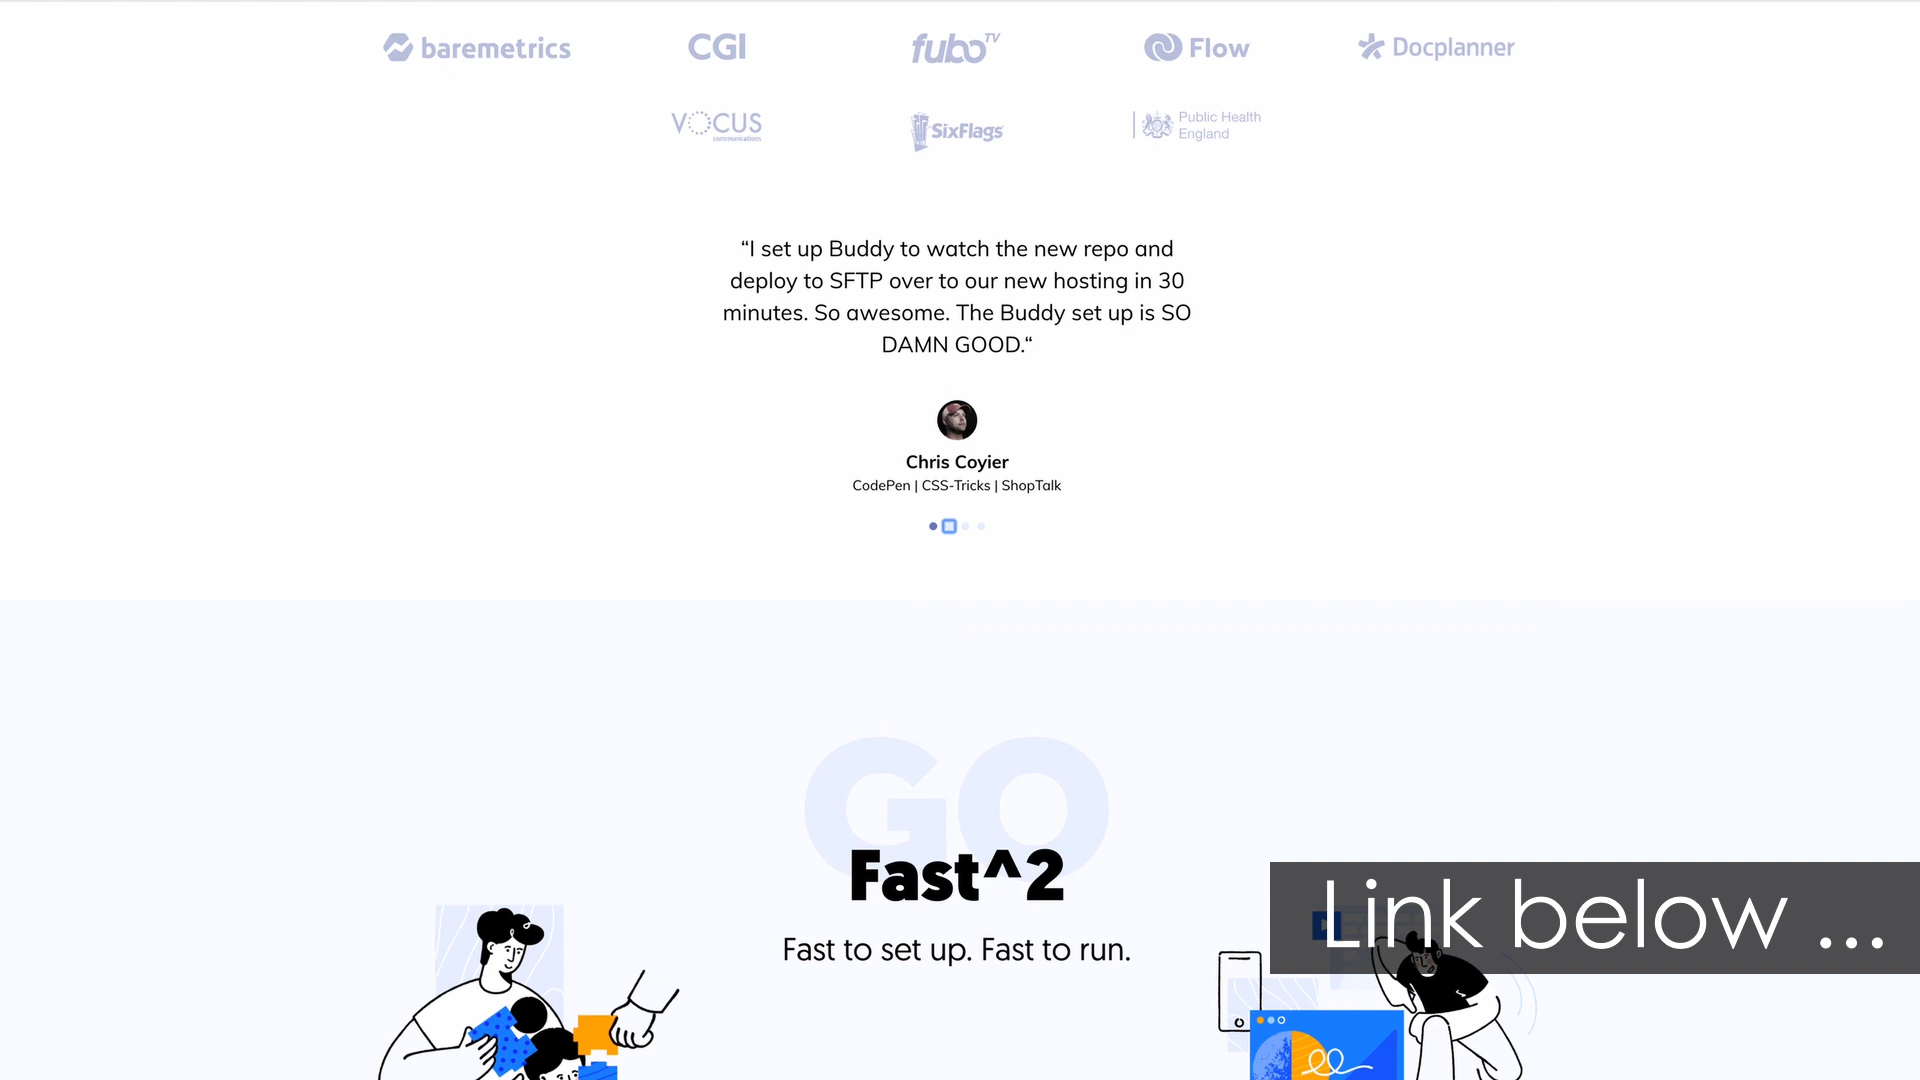 baremetrics CGI fuboTV Flow Docplanner
VOCUS communications SixFlags Public Health England
“I set up Buddy to watch the new repo and
deploy to SFTP over to our new hosting in 30
minutes. So awesome. The Buddy set up is SO
DAMN GOOD.“
Chris Coyier
CodePen | CSS-Tricks | ShopTalk
GO
Fast^2
Fast to set up. Fast to run.
Link below ...